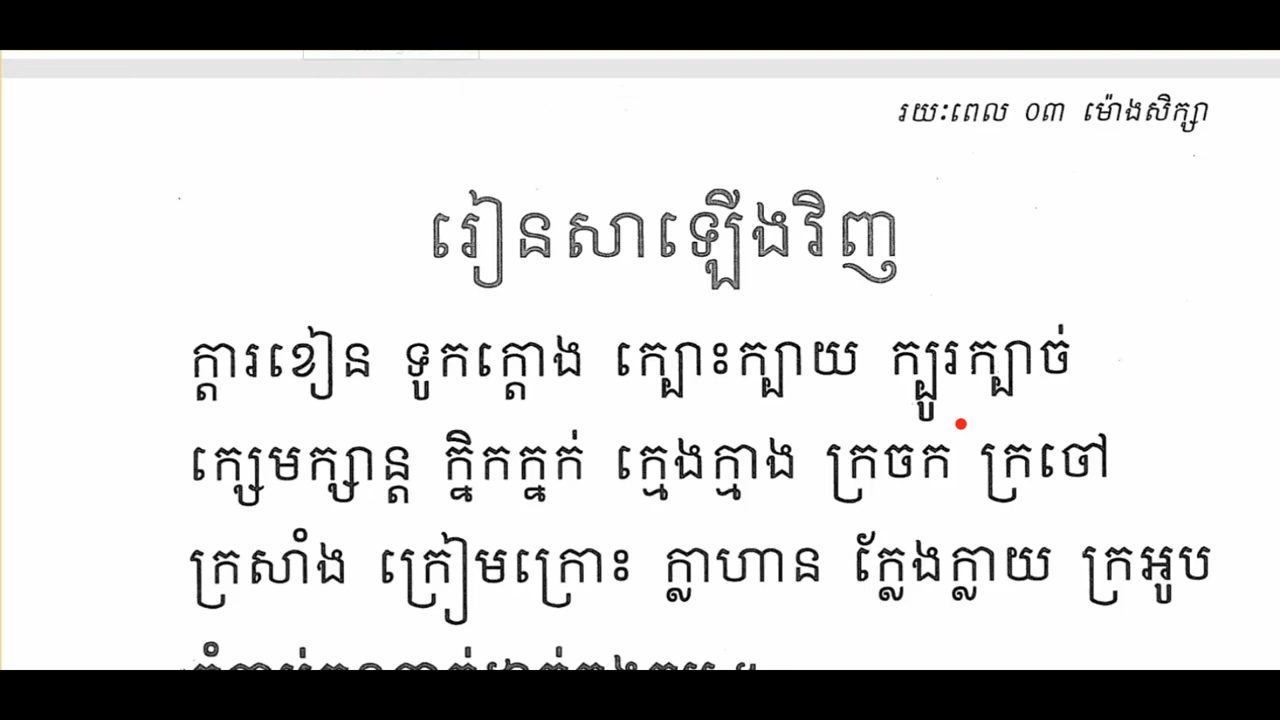 រយៈពេល ០៣ ម៉ោងសិក្សា
រៀនសាឡើងវិញ
ក្ដារខៀន ទូកក្ដោង ក្បោះក្បាយ ក្បូរក្បាច់
ក្សេមក្សាន្ត ក្និកក្នក់ ក្មេងក្មាង ក្រចក ក្រចៅ
ក្រសាំង ក្រៀមក្រោះ ក្លាហាន ក្លែងក្លាយ ក្រអូប